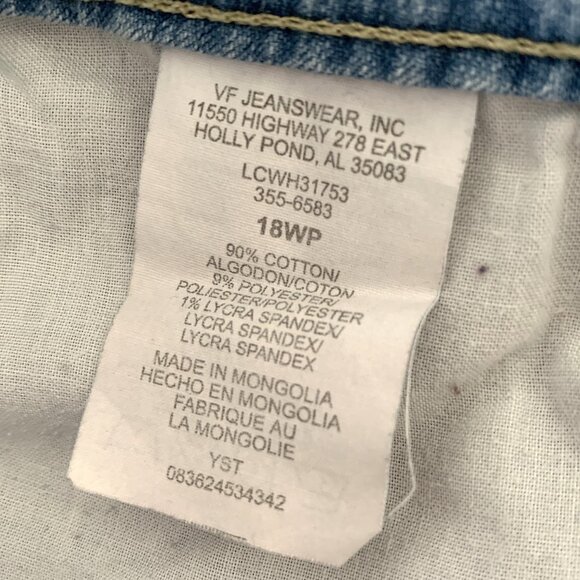 VF JEANSWEAR, INC
11550 HIGHWAY 278 EAST
HOLLY POND, AL 35083
LCWH31753
355-6583
18WP
90% COTTON/
ALGODON/COTON
9% POLYESTER/
POLIESTER/POLYESTER
1% LYCRA SPANDEX/
LYCRA SPANDEX/
LYCRA SPANDEX
MADE IN MONGOLIA
HECHO EN MONGOLIA
FABRIQUE AU
LA MONGOLIE
YST
083624534342